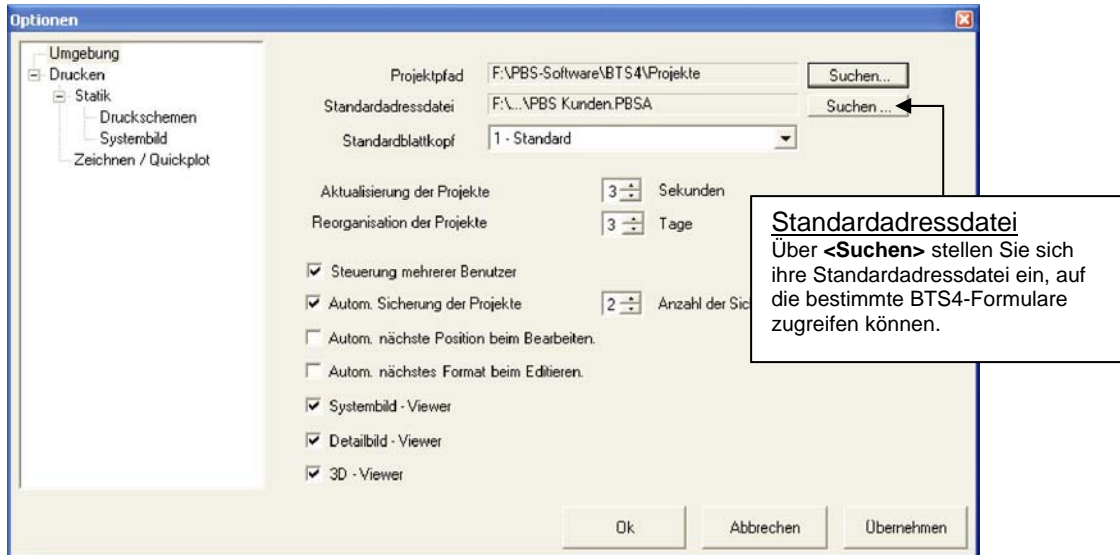 Optionen
Umgebung
Drucken
Statik
Druckschemen
Systembild
Zeichnen / Quickplot
Projektpfad F:\PBS-Software\BTS4\Projekte Suchen...
Standardadressdatei F:\...\PBS Kunden.PBSA Suchen ...
Standardblattkopf 1 - Standard
Aktualisierung der Projekte 3 Sekunden
Reorganisation der Projekte 3 Tage
Steuerung mehrerer Benutzer
Autom. Sicherung der Projekte 2 Anzahl der Sic
Autom. nächste Position beim Bearbeiten.
Autom. nächstes Format beim Editieren.
Systembild - Viewer
Detailbild - Viewer
3D - Viewer
Ok Abbrechen Übernehmen
Standardadressdatei
Über <Suchen> stellen Sie sich
ihre Standardadressdatei ein, auf
die bestimmte BTS4-Formulare
zugreifen können.